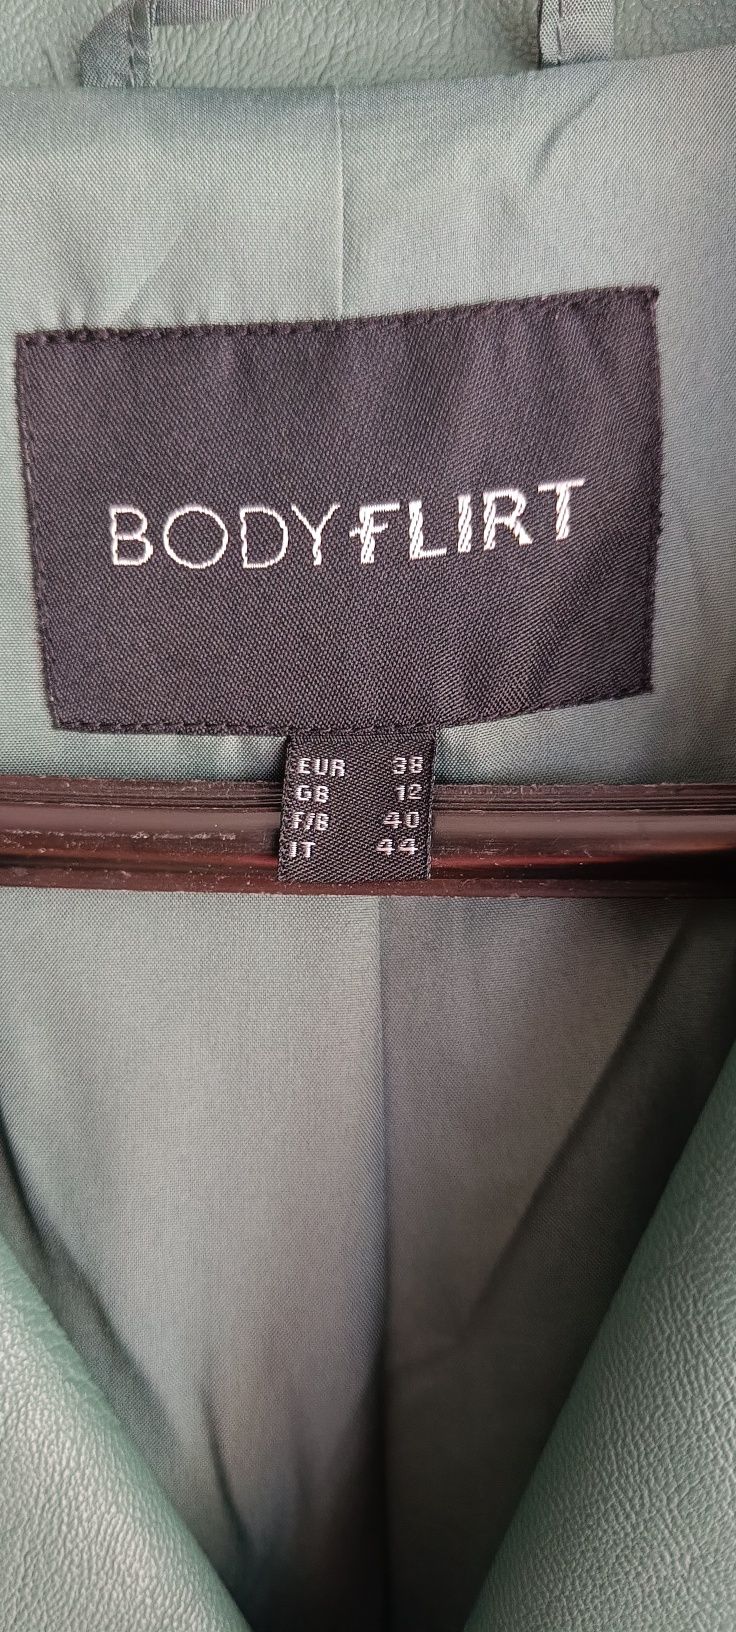 BODYFLIRT
EUR 38
GB 12
F/B 40
IT 44